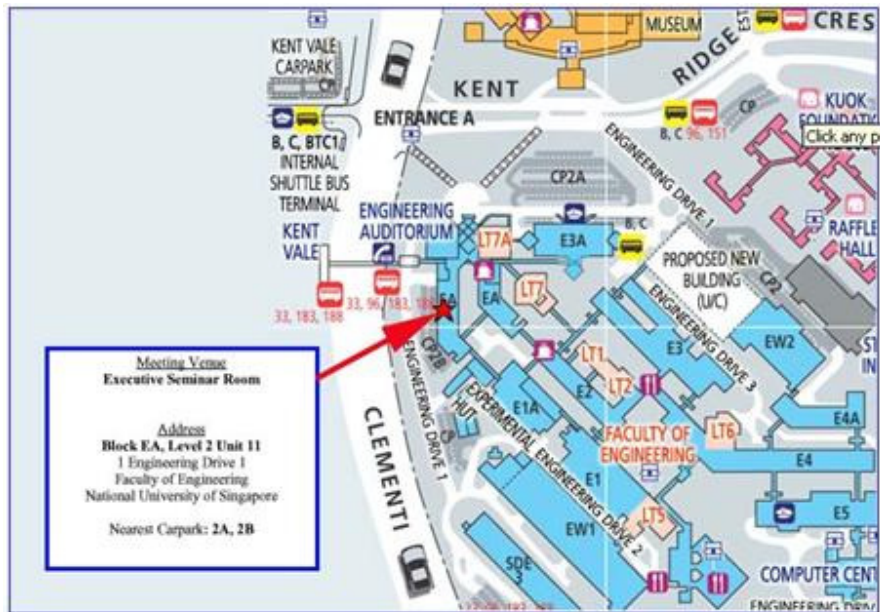 MUSEUM
CRES
RIDGE
EST
KENT VALE
CARPARK
CP
KENT
CP
KUOK
FOUNDATIO
Click any p
ENTRANCE A
B, C 96, 151
B, C, BTC1
INTERNAL
SHUTTLE BUS
TERMINAL
ENGINEERING DRIVE 1
CP2A
ENGINEERING
AUDITORIUM
KENT
VALE
LT7A
E3A
B, C
RAFFLE
HALL
PROPOSED NEW
BUILDING
(U/C)
CP2
LT7
EA
EA
33, 183, 188
33, 96, 183, 188
ENGINEERING DRIVE 3
E3
EW2
CP2B
LT1
LT2
ENGINEERING DRIVE 1
HUT
EXPERIMENTAL
E1A
E2
E4A
LT6
FACULTY OF
ENGINEERING
E4
CLEMENTI
ENGINEERING DRIVE 2
E1
LT5
E5
EW1
SDE
3
COMPUTER CENT
ENGINEERING DRIVE
Meeting Venue
Executive Seminar Room
Address
Block EA, Level 2 Unit 11
1 Engineering Drive 1
Faculty of Engineering
National University of Singapore
Nearest Carpark: 2A, 2B